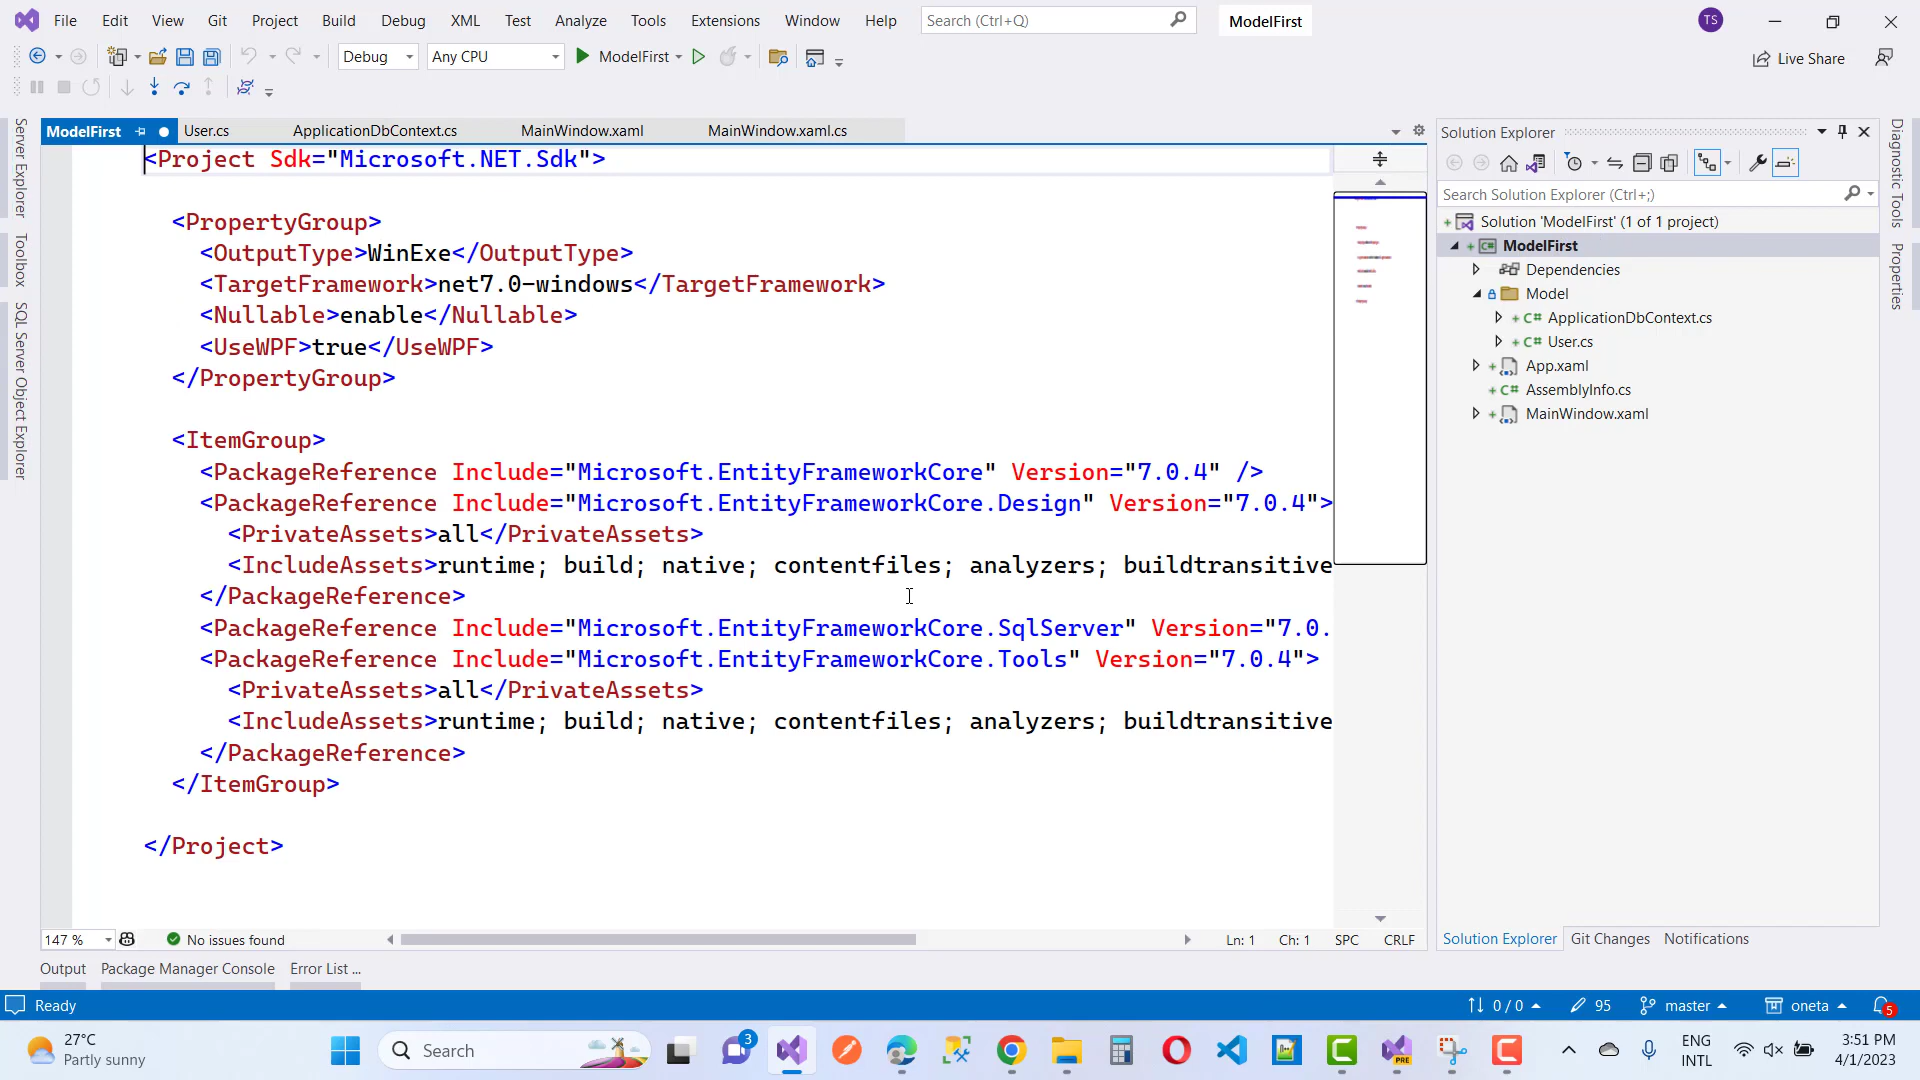 File Edit View Git Project Build Debug XML Test Analyze Tools Extensions Window Help Search (Ctrl+Q) ModelFirst TS
Debug Any CPU ModelFirst Live Share
ModelFirst User.cs ApplicationDbContext.cs MainWindow.xaml MainWindow.xaml.cs
Server Explorer
Toolbox
SQL Server Object Explorer
<Project Sdk="Microsoft.NET.Sdk">
<PropertyGroup>
<OutputType>WinExe</OutputType>
<TargetFramework>net7.0-windows</TargetFramework>
<Nullable>enable</Nullable>
<UseWPF>true</UseWPF>
</PropertyGroup>
<ItemGroup>
<PackageReference Include="Microsoft.EntityFrameworkCore" Version="7.0.4" />
<PackageReference Include="Microsoft.EntityFrameworkCore.Design" Version="7.0.4">
<PrivateAssets>all</PrivateAssets>
<IncludeAssets>runtime; build; native; contentfiles; analyzers; buildtransitive
</PackageReference>
<PackageReference Include="Microsoft.EntityFrameworkCore.SqlServer" Version="7.0.
<PackageReference Include="Microsoft.EntityFrameworkCore.Tools" Version="7.0.4">
<PrivateAssets>all</PrivateAssets>
<IncludeAssets>runtime; build; native; contentfiles; analyzers; buildtransitive
</PackageReference>
</ItemGroup>
</Project>
147 % No issues found Ln: 1 Ch: 1 SPC CRLF
Solution Explorer
Search Solution Explorer (Ctrl+;)
Solution 'ModelFirst' (1 of 1 project)
C# ModelFirst
Dependencies
Model
C# ApplicationDbContext.cs
C# User.cs
App.xaml
C# AssemblyInfo.cs
MainWindow.xaml
Solution Explorer Git Changes Notifications
Diagnostic Tools
Properties
Output Package Manager Console Error List ...
Ready 0 / 0 95 master oneta 5
27°C
Partly sunny
Search 3 PRE
ENG
INTL
3:51 PM
4/1/2023